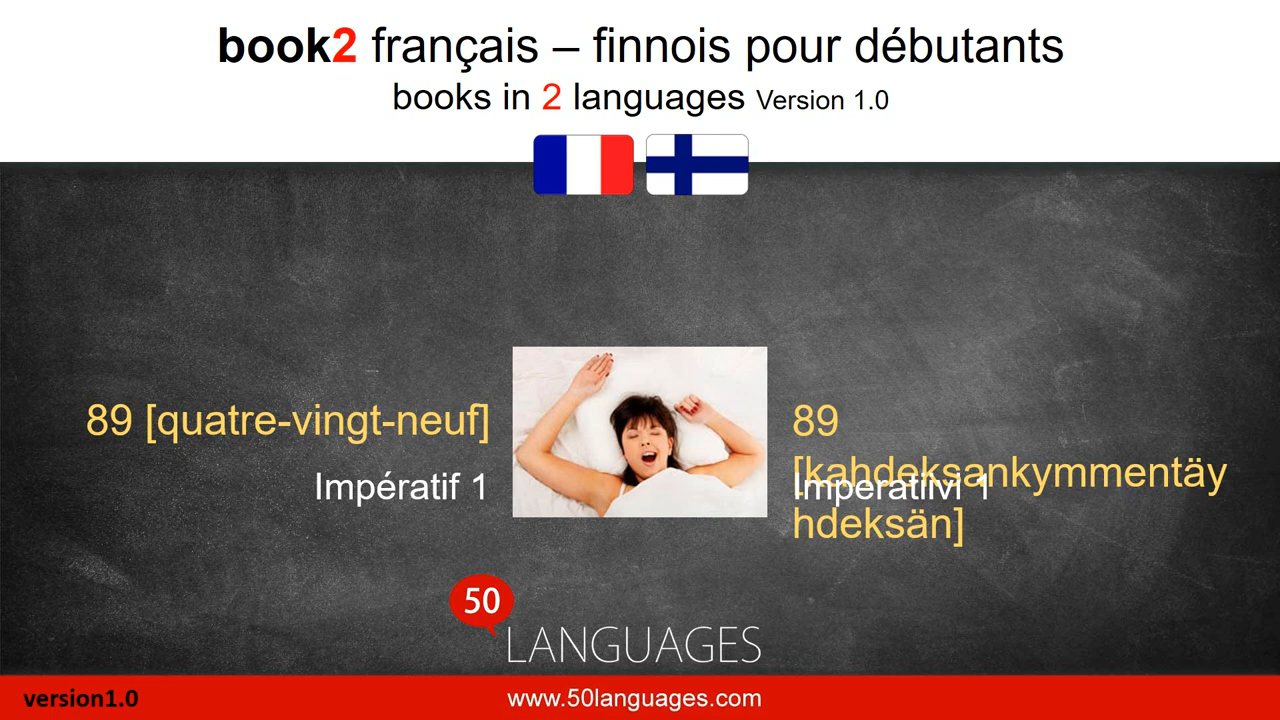 book2 français – finnois pour débutants
books in 2 languages Version 1.0
89 [quatre-vingt-neuf]
Impératif 1
89
[kahdeksankymmentäy
hdeksän]
Imperatiivi 1
50
LANGUAGES
version1.0
www.50languages.com